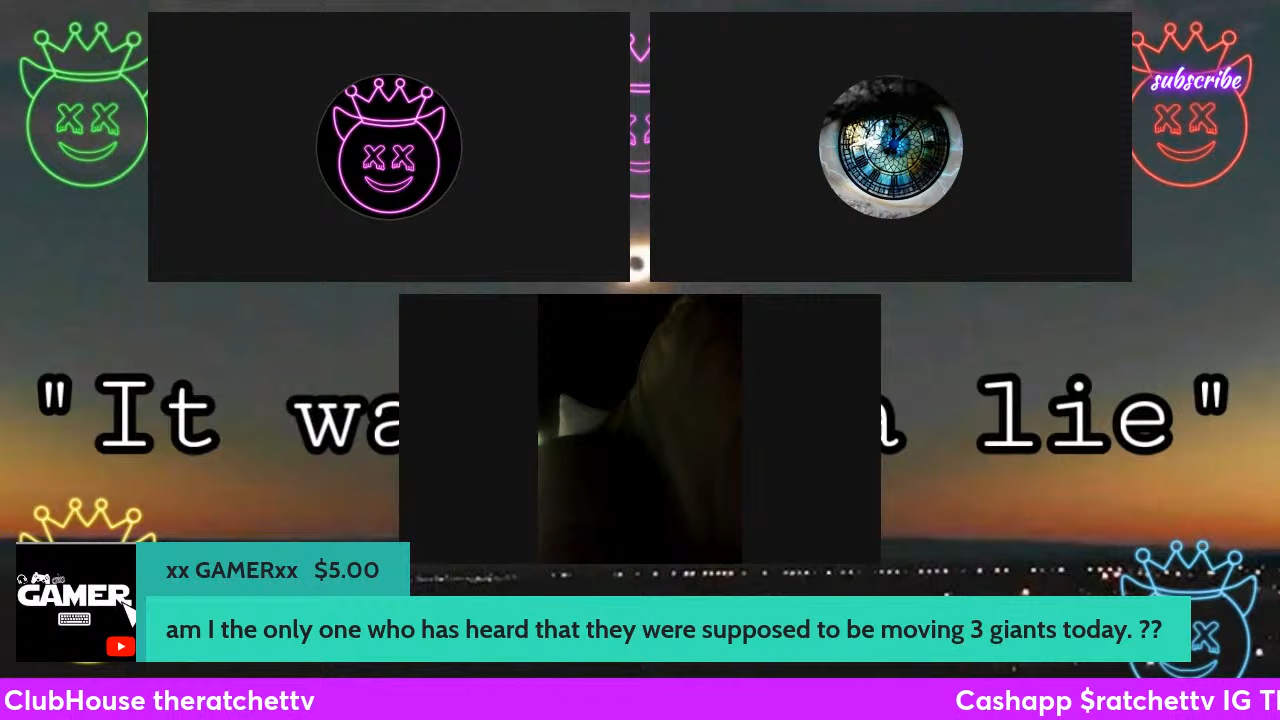 subscribe
"It wa a lie"
GAMER
xx GAMERxx $5.00
am I the only one who has heard that they were supposed to be moving 3 giants today. ??
ClubHouse theratchettv Cashapp $ratchettv IG